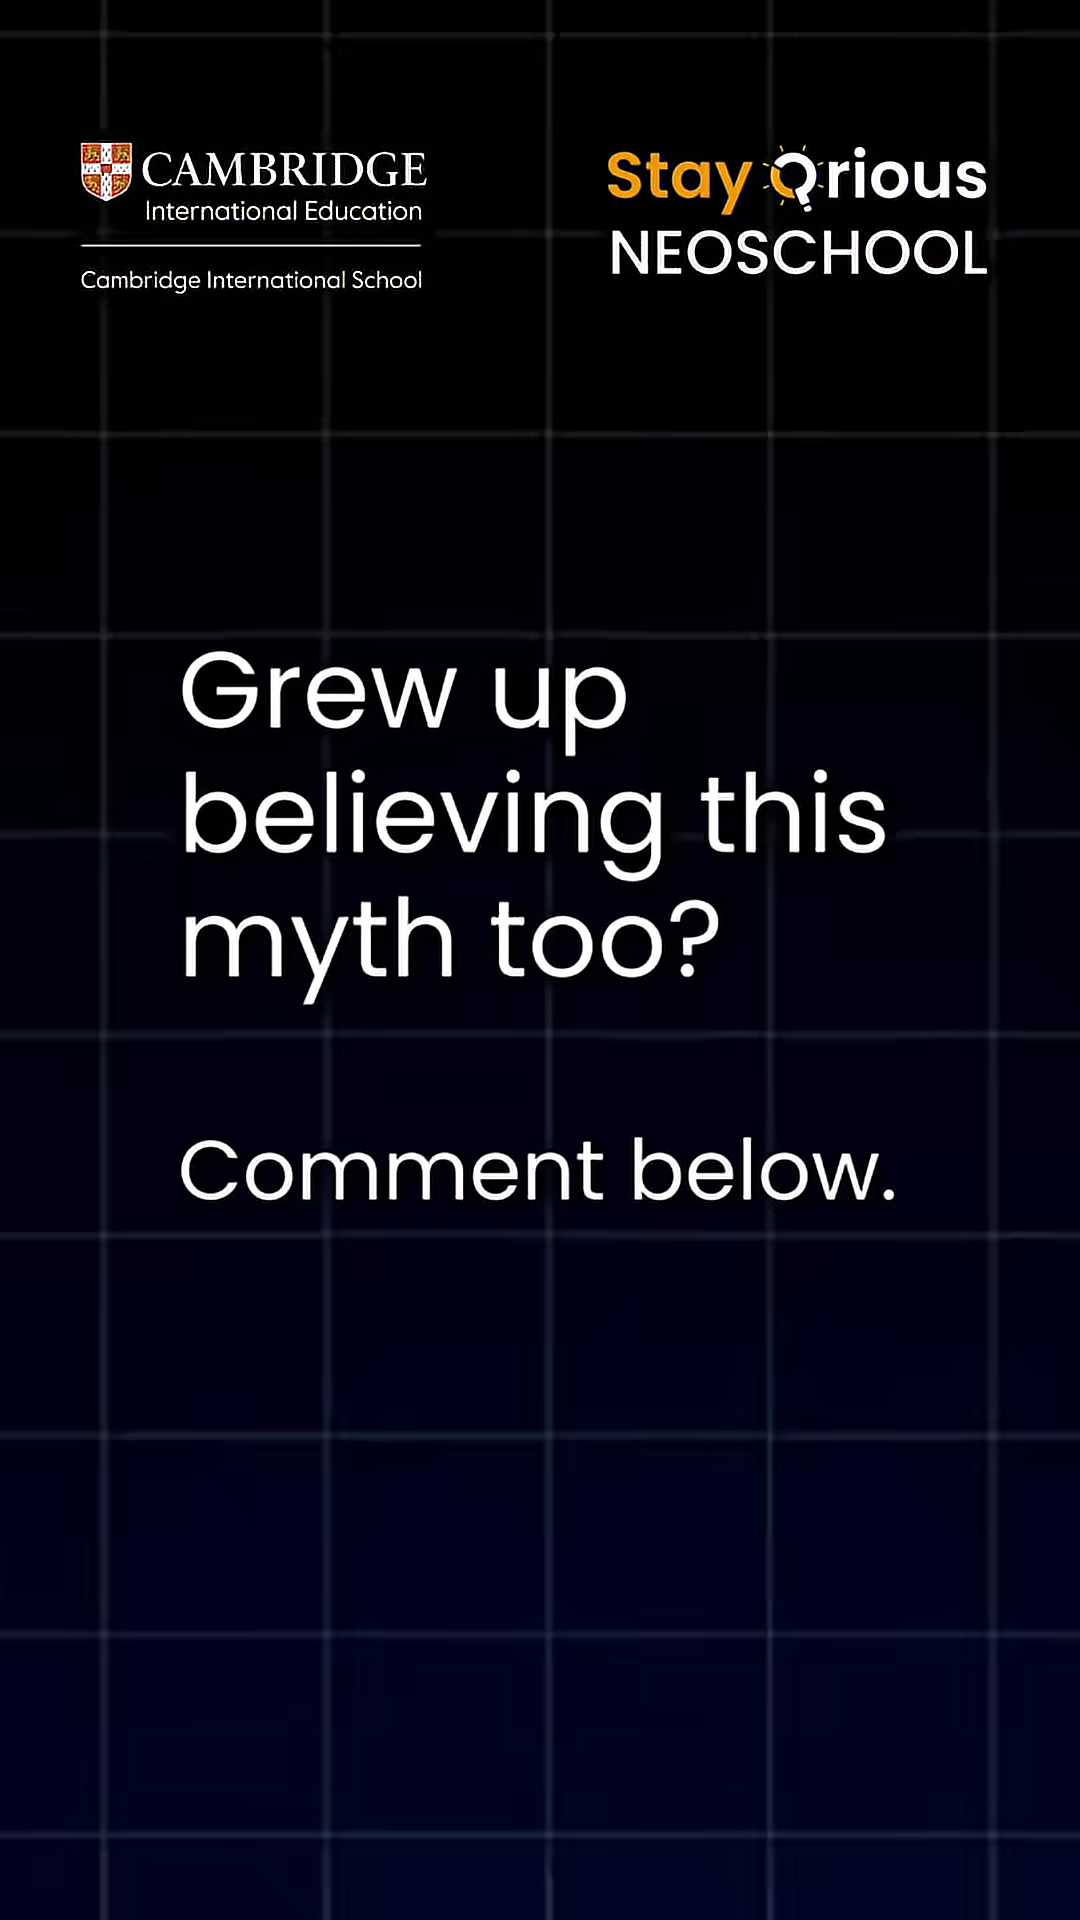 CAMBRIDGE
International Education
Cambridge International School
Stay Qrious
NEOSCHOOL
Grew up
believing this
myth too?
Comment below.